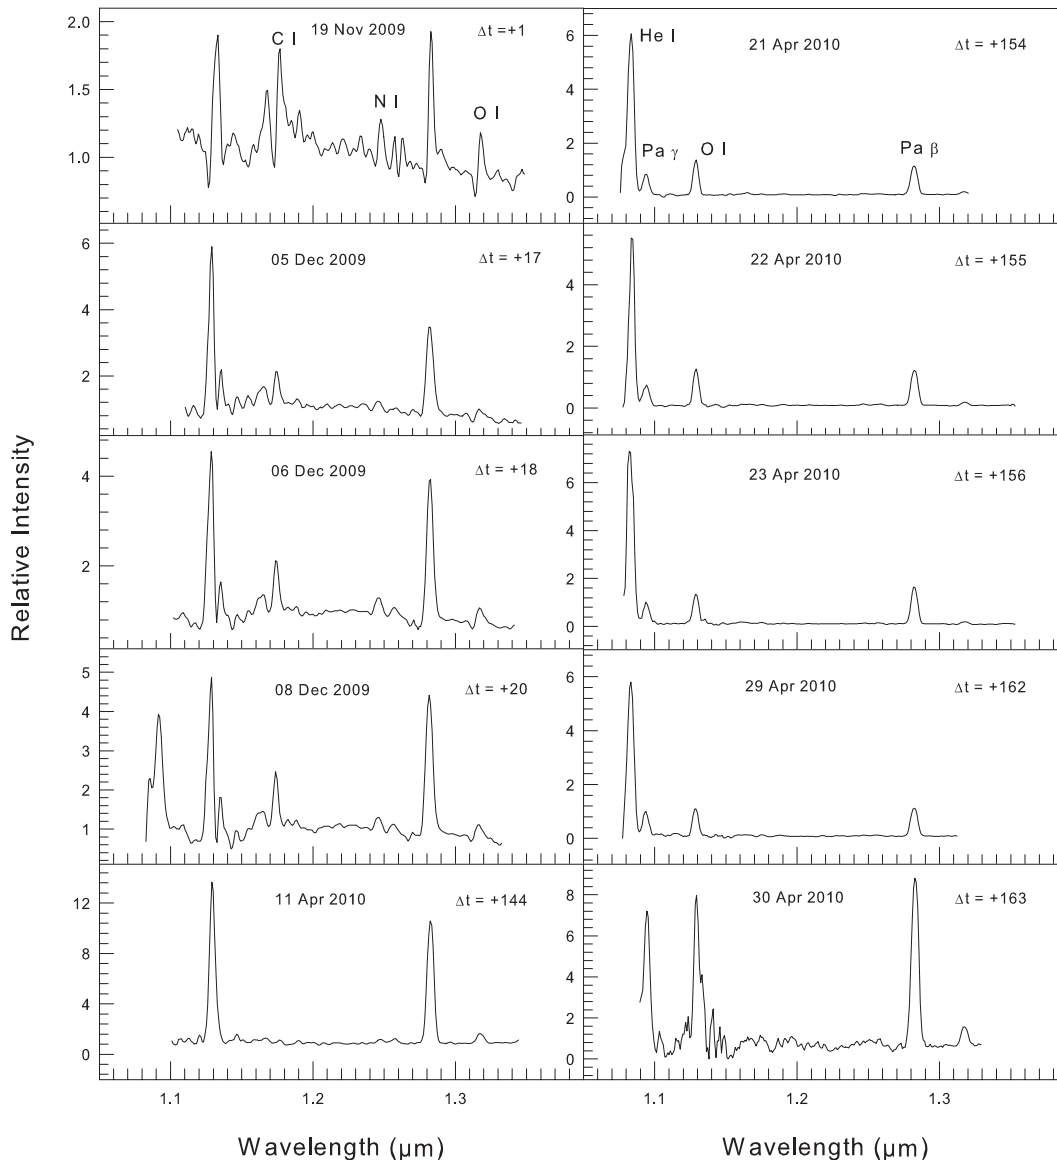 19 Nov 2009 Δt =+1
C I
N I
O I
2.0
1.5
1.0
05 Dec 2009 Δt = +17
6
4
2
06 Dec 2009 Δt = +18
4
2
08 Dec 2009 Δt = +20
5
4
3
2
1
11 Apr 2010 Δt = +144
12
8
4
0
1.1 1.2 1.3
Wavelength (μm)
Relative Intensity
He I 21 Apr 2010 Δt = +154
Pa γ O I Pa β
6
4
2
0
22 Apr 2010 Δt = +155
4
2
0
23 Apr 2010 Δt = +156
6
4
2
0
29 Apr 2010 Δt = +162
6
4
2
0
30 Apr 2010 Δt = +163
8
6
4
2
0
1.1 1.2 1.3
Wavelength (μm)